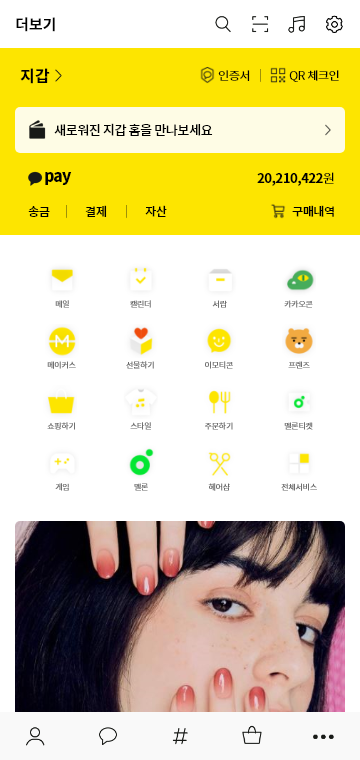 더보기
지갑
인증서
QR 체크인
새로워진 지갑 홈을 만나보세요
pay
20,210,422원
송금
결제
자산
구매내역
메일
캘린더
서랍
카카오콘
메이커스
선물하기
이모티콘
프렌즈
쇼핑하기
스타일
주문하기
멜론티켓
게임
멜론
헤어샵
전체서비스